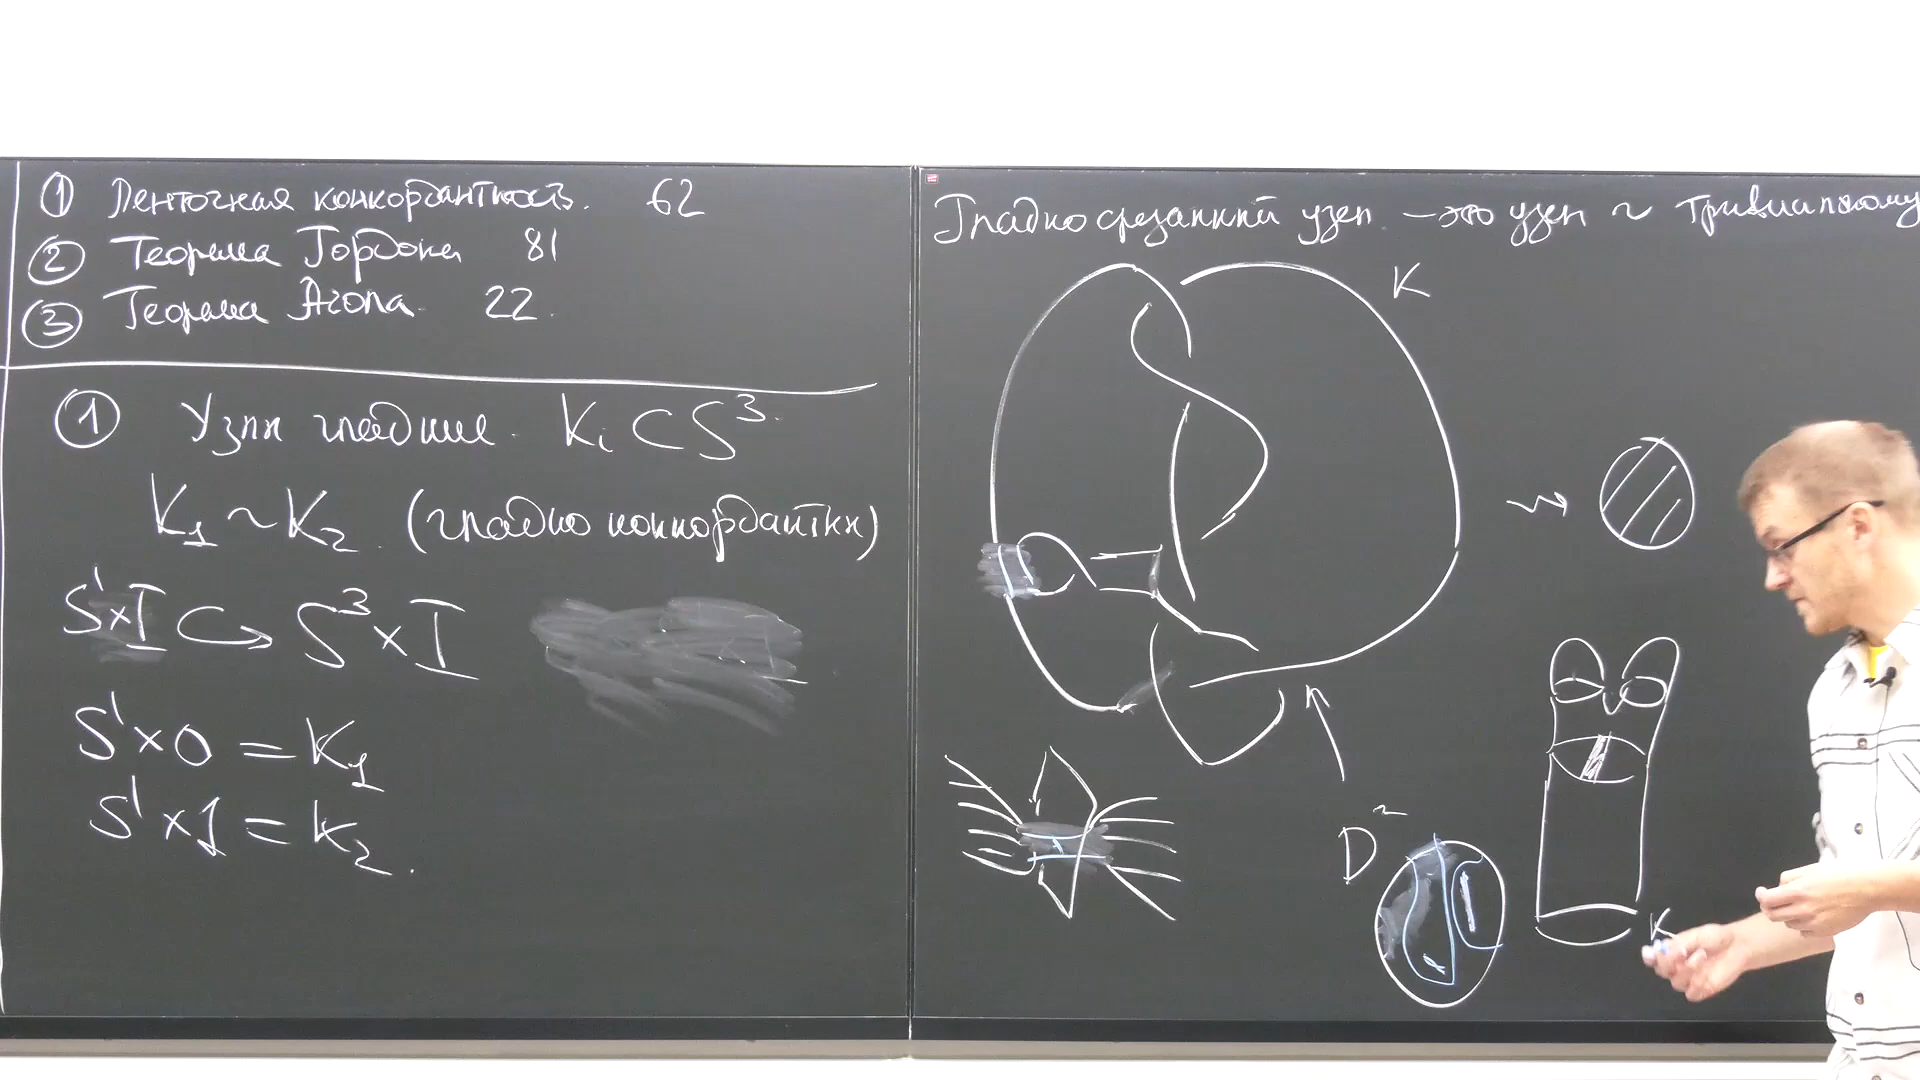 ① Ленточная конкордантность. 62
② Теорема Гордона 81
③ Теорема Агола. 22.
① Узлы гладкие. Kᵢ ⊂ S³.
K₁ ~ K₂. (гладко конкордантны)
S¹×I ↪ S³×I
S¹×0 = K₁
S¹×1 = K₂.
Гладко срезанный узел. — это узел ~ тривиальному
K
D²
K